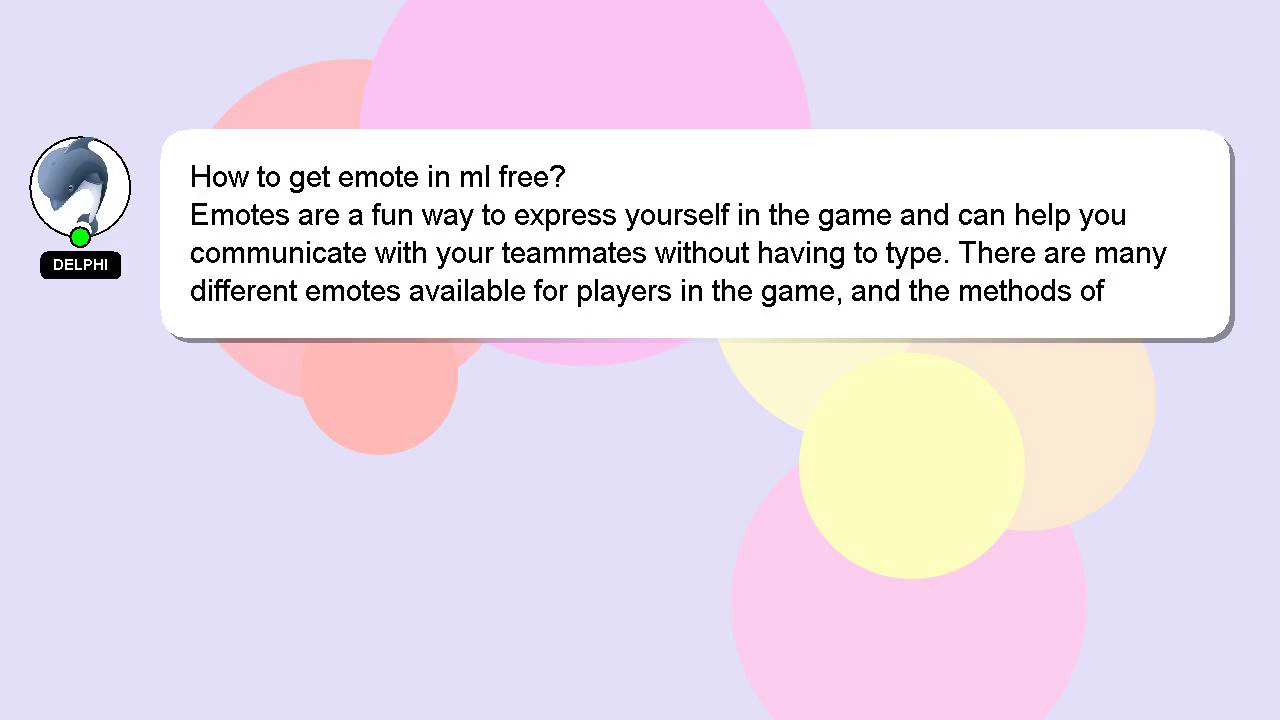 How to get emote in ml free?
Emotes are a fun way to express yourself in the game and can help you
communicate with your teammates without having to type. There are many
different emotes available for players in the game, and the methods of
DELPHI